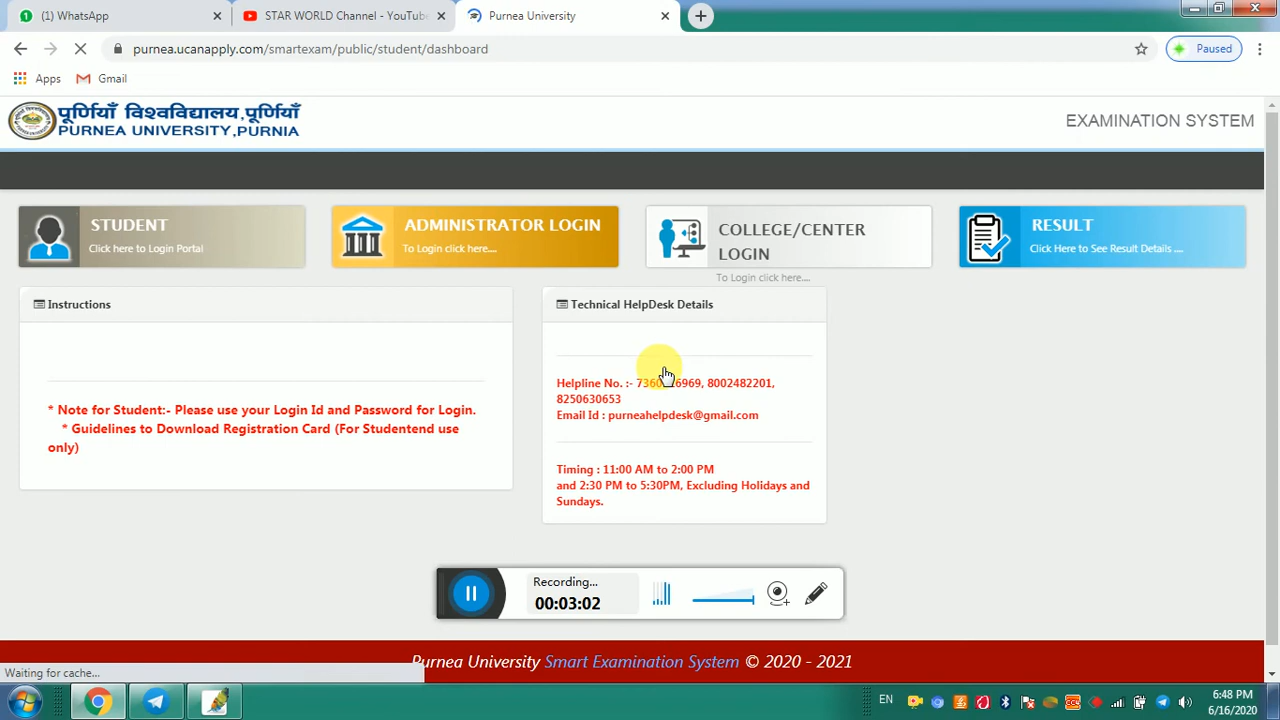 (1) WhatsApp
STAR WORLD Channel - YouTub
Purnea University
purnea.ucanapply.com/smartexam/public/student/dashboard
Paused
Apps
Gmail
पूर्णियाँ विश्वविद्यालय,पूर्णियाँ
PURNEA UNIVERSITY,PURNIA
EXAMINATION SYSTEM
STUDENT
Click here to Login Portal
ADMINISTRATOR LOGIN
To Login click here....
COLLEGE/CENTER
LOGIN
To Login click here....
RESULT
Click Here to See Result Details ....
Instructions
* Note for Student:- Please use your Login Id and Password for Login.
* Guidelines to Download Registration Card (For Studentend use
only)
Technical HelpDesk Details
Helpline No. :- 8002482201,
8250630653
Email Id : purneahelpdesk@gmail.com
Timing : 11:00 AM to 2:00 PM
and 2:30 PM to 5:30PM, Excluding Holidays and
Sundays.
Recording...
00:03:02
Purnea University Smart Examination System © 2020 - 2021
Waiting for cache...
EN
6:48 PM
6/16/2020